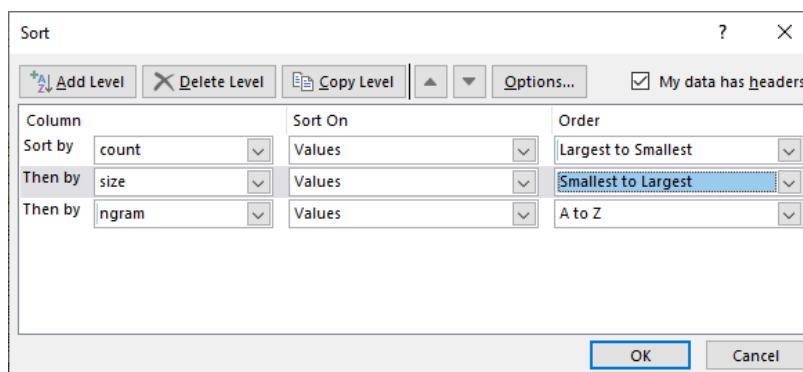 Sort ?
Add Level Delete Level Copy Level Options... My data has headers
Column Sort On Order
Sort by count Values Largest to Smallest
Then by size Values Smallest to Largest
Then by ngram Values A to Z
OK Cancel